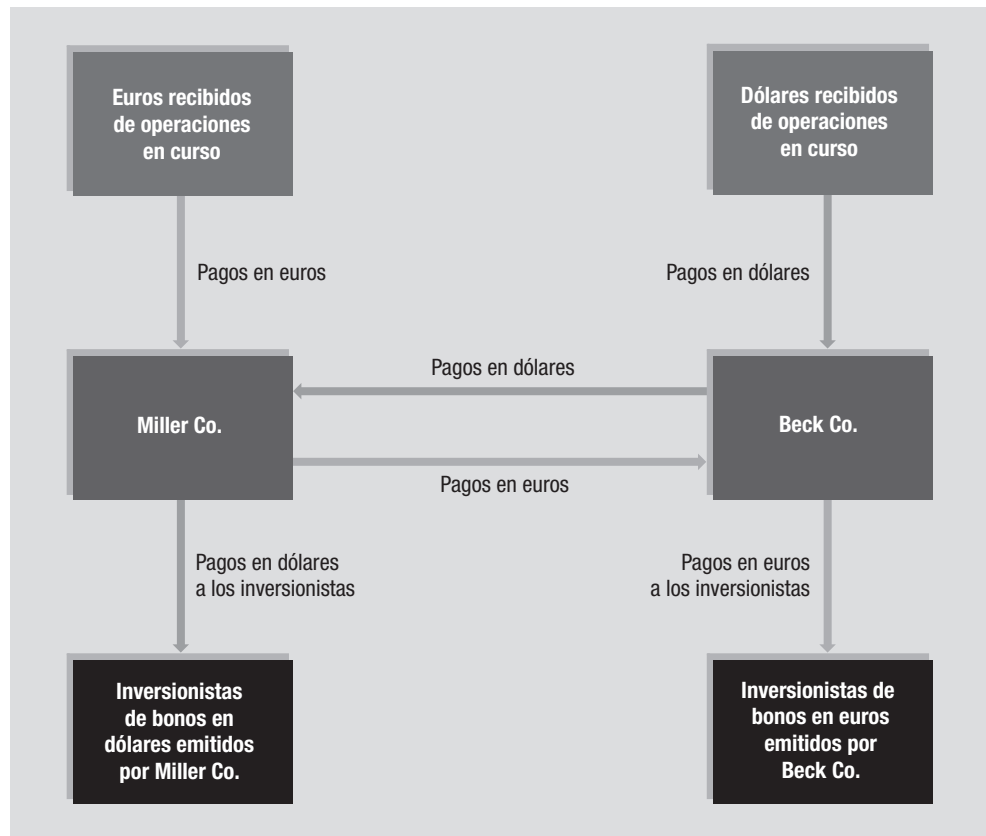 Euros recibidos
de operaciones
en curso
Dólares recibidos
de operaciones
en curso
Pagos en euros
Pagos en dólares
Pagos en dólares
Miller Co.
Beck Co.
Pagos en euros
Pagos en dólares
a los inversionistas
Pagos en euros
a los inversionistas
Inversionistas
de bonos en
dólares emitidos
por Miller Co.
Inversionistas de
bonos en euros
emitidos por
Beck Co.